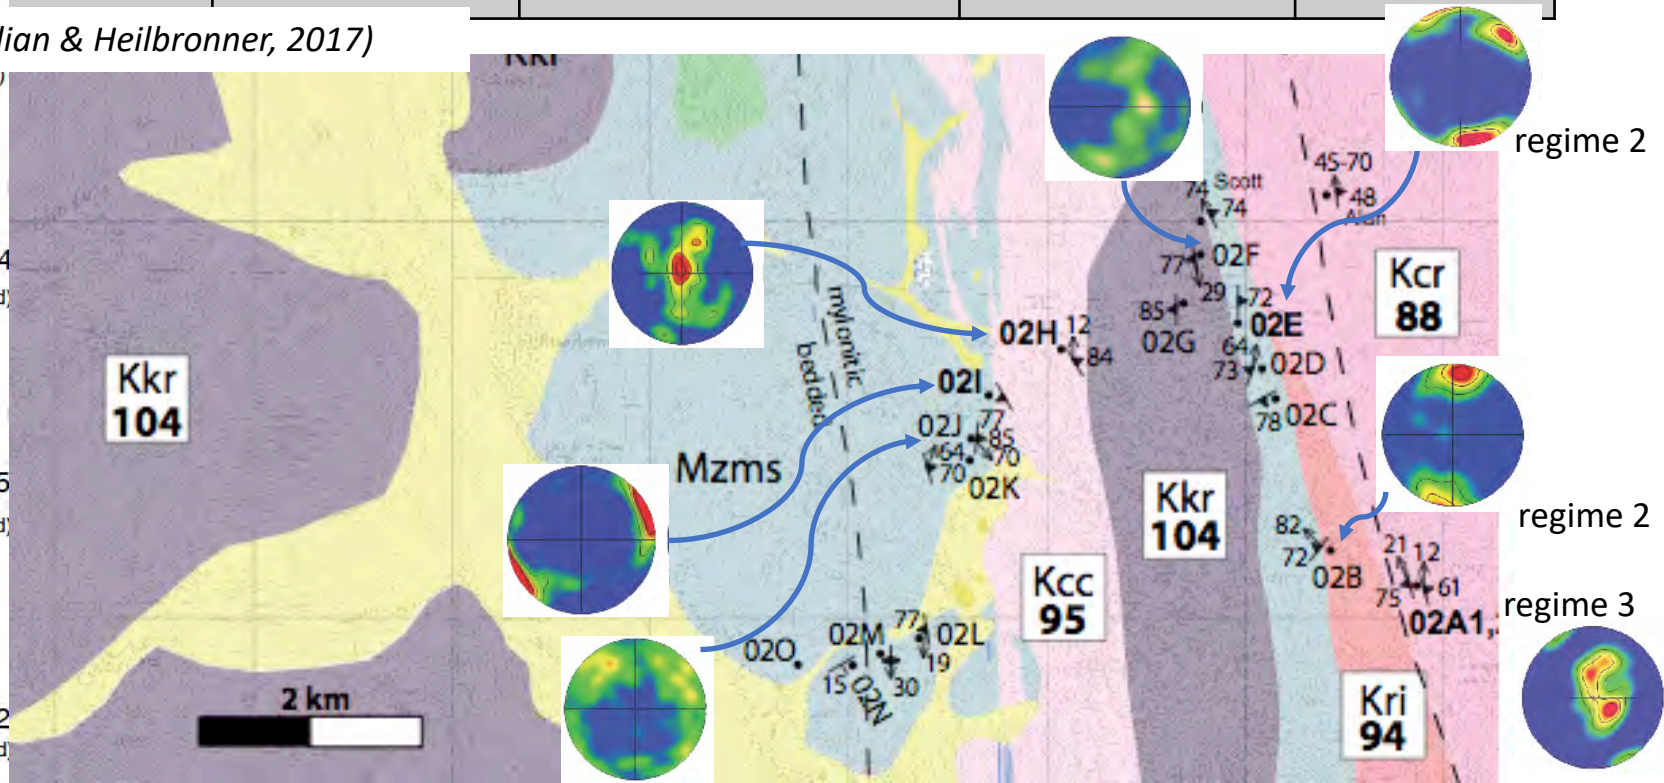 lian & Heilbronner, 2017)
regime 2
45-70
74
Scott
74
48
4
02F
77
29
Kcr
88
d)
85
72
02E
02H
12
84
02G
64
02D
73
mylonitic
bedded
Kkr
104
02I
77
78
02C
02J
85
64
70
70
02K
Mzms
5
Kkr
104
regime 2
d)
82
72
02B
Kcc
95
21
12
75
61
regime 3
02A1,
77
02M
02L
02O
19
15
30
02N
2 km
Kri
94
2
d)